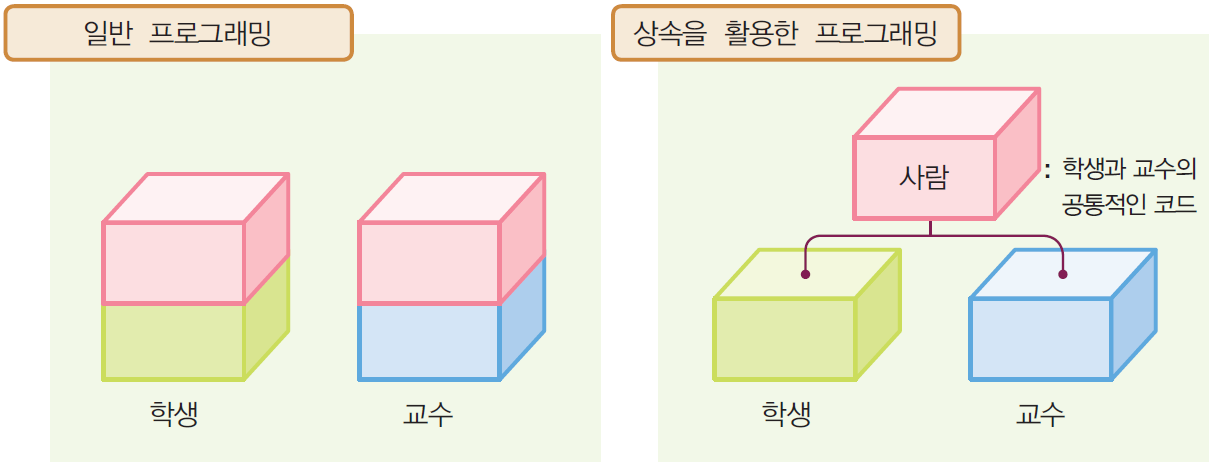 일반 프로그래밍
학생
교수
상속을 활용한 프로그래밍
사람
: 학생과 교수의
공통적인 코드
학생
교수